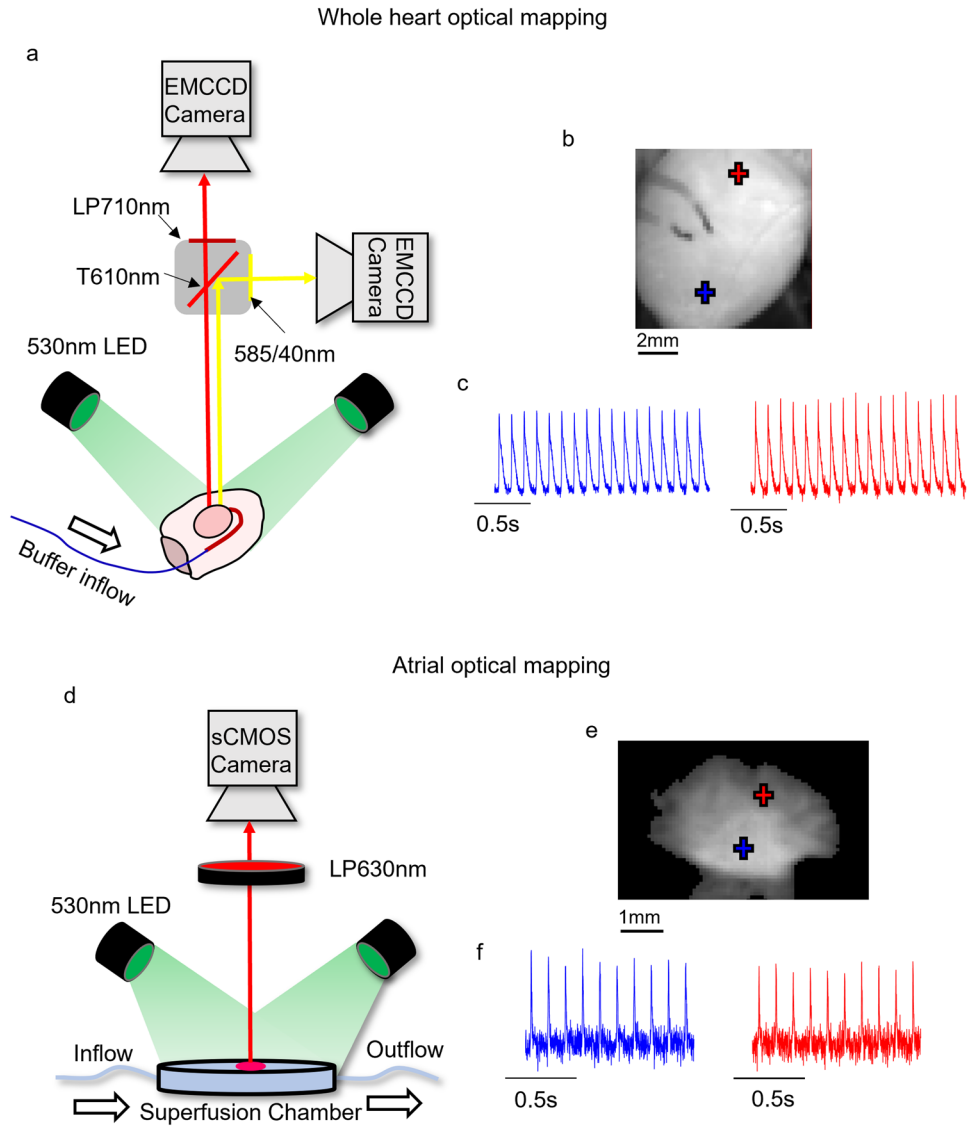 Whole heart optical mapping
a
EMCCD
Camera
LP710nm
T610nm
EMCCD
Camera
530nm LED
585/40nm
Buffer inflow
b
2mm
c
0.5s
0.5s
Atrial optical mapping
d
sCMOS
Camera
LP630nm
530nm LED
Inflow
Outflow
Superfusion Chamber
e
1mm
f
0.5s
0.5s